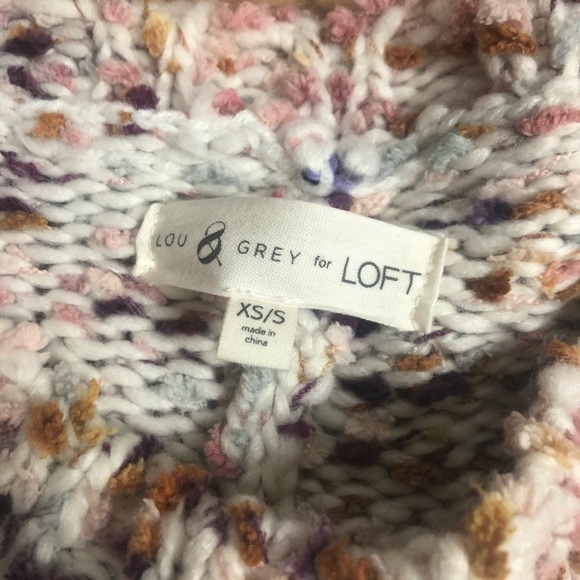 LOU & GREY for LOFT
XS/S
made in
china